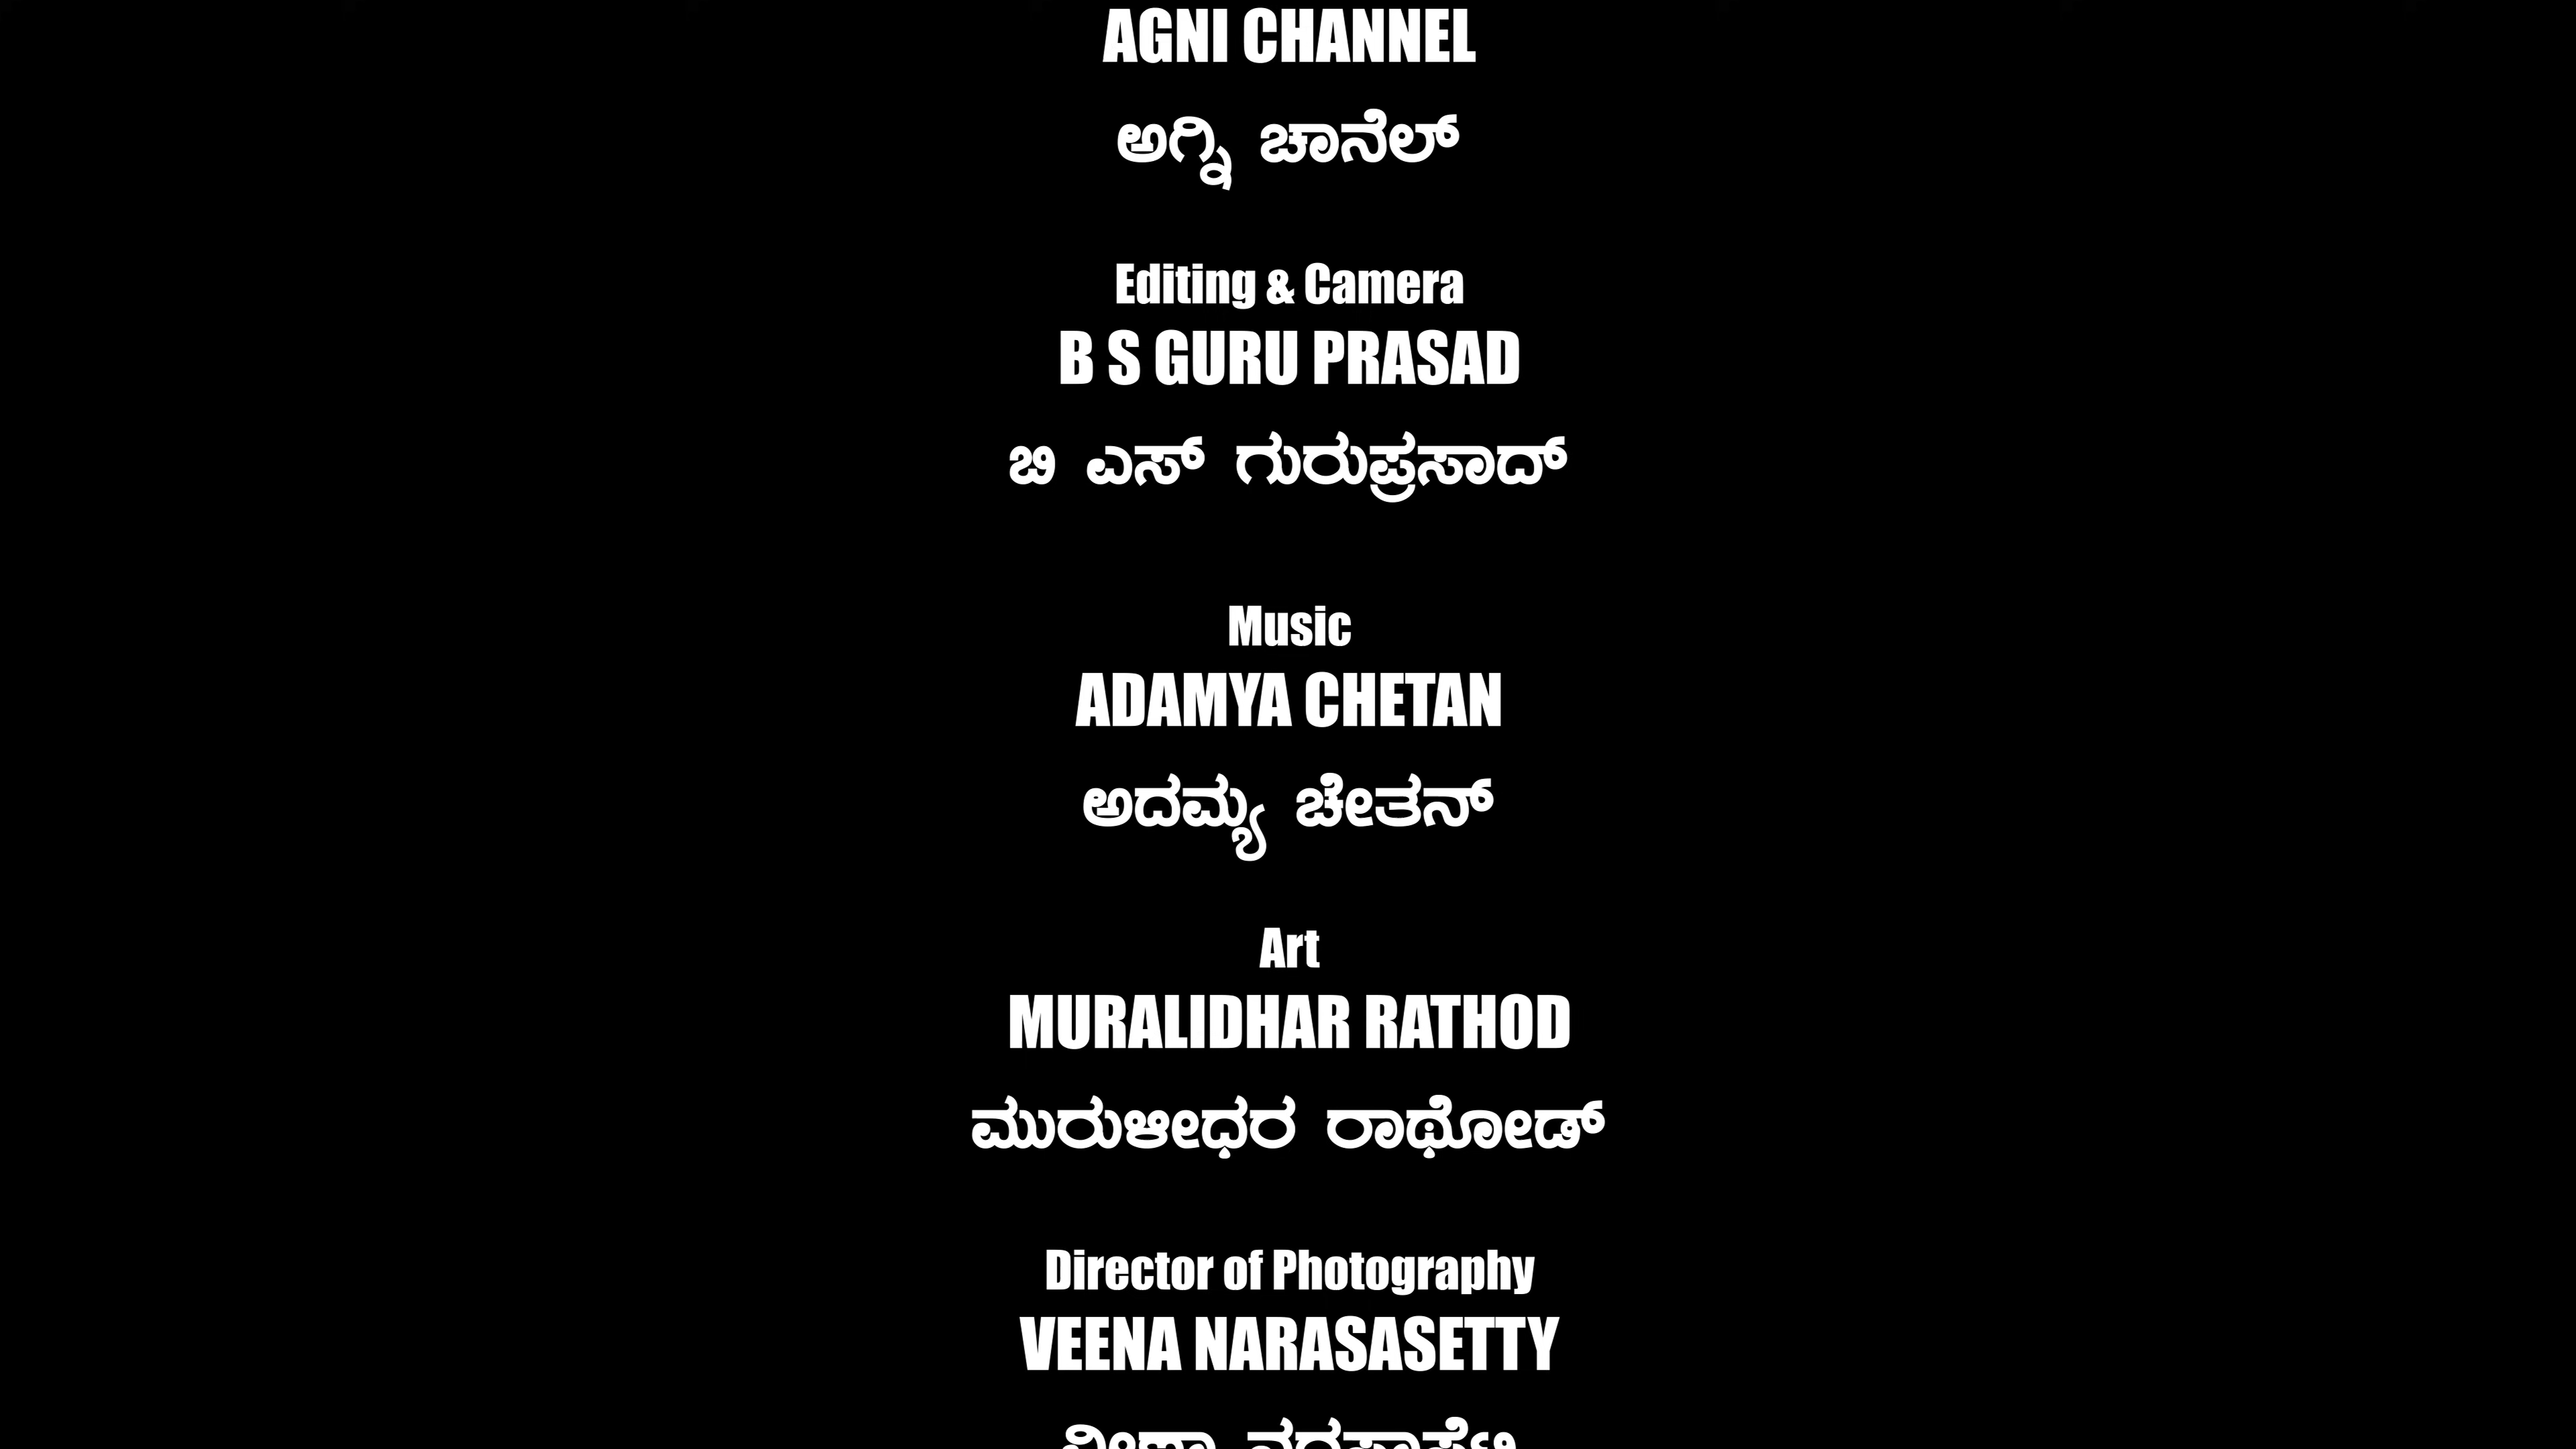 AGNI CHANNEL
ಅಗ್ನಿ ಚಾನೆಲ್
Editing & Camera
B S GURU PRASAD
ಬಿ ಎಸ್ ಗುರುಪ್ರಸಾದ್
Music
ADAMYA CHETAN
ಅದಮ್ಯ ಚೇತನ್
Art
MURALIDHAR RATHOD
ಮುರುಳೀಧರ ರಾಥೋಡ್
Director of Photography
VEENA NARASASETTY